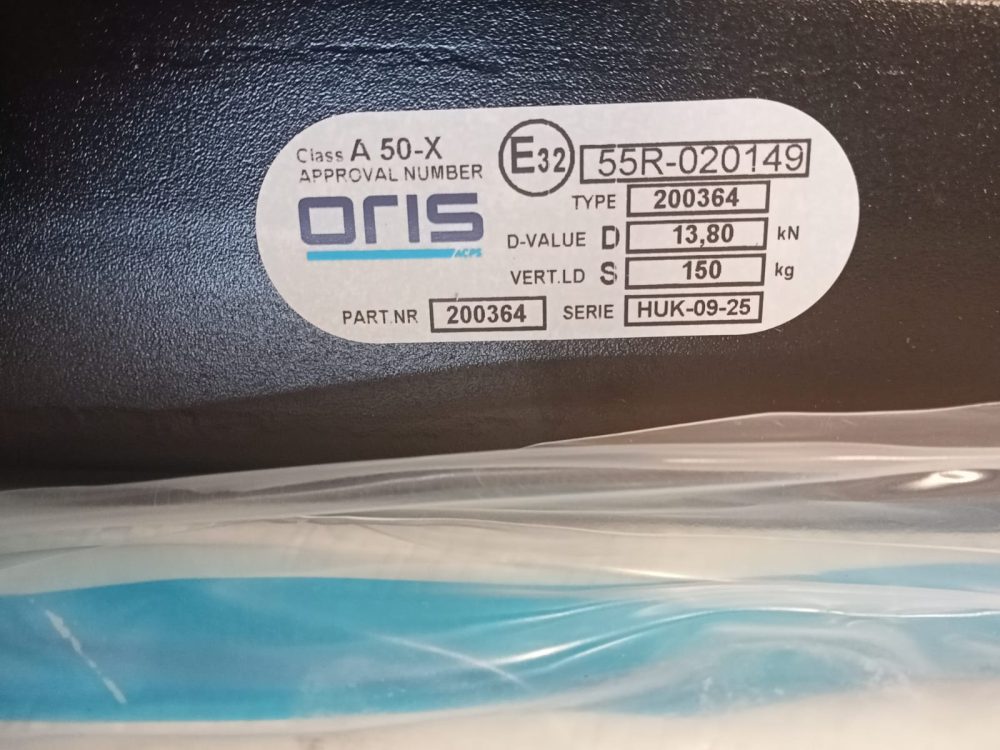 Class A 50-X
APPROVAL NUMBER E32 55R-020149
oris
ACPS
TYPE 200364
D-VALUE D 13,80 kN
VERT.LD S 150 kg
PART.NR 200364 SERIE HUK-09-25